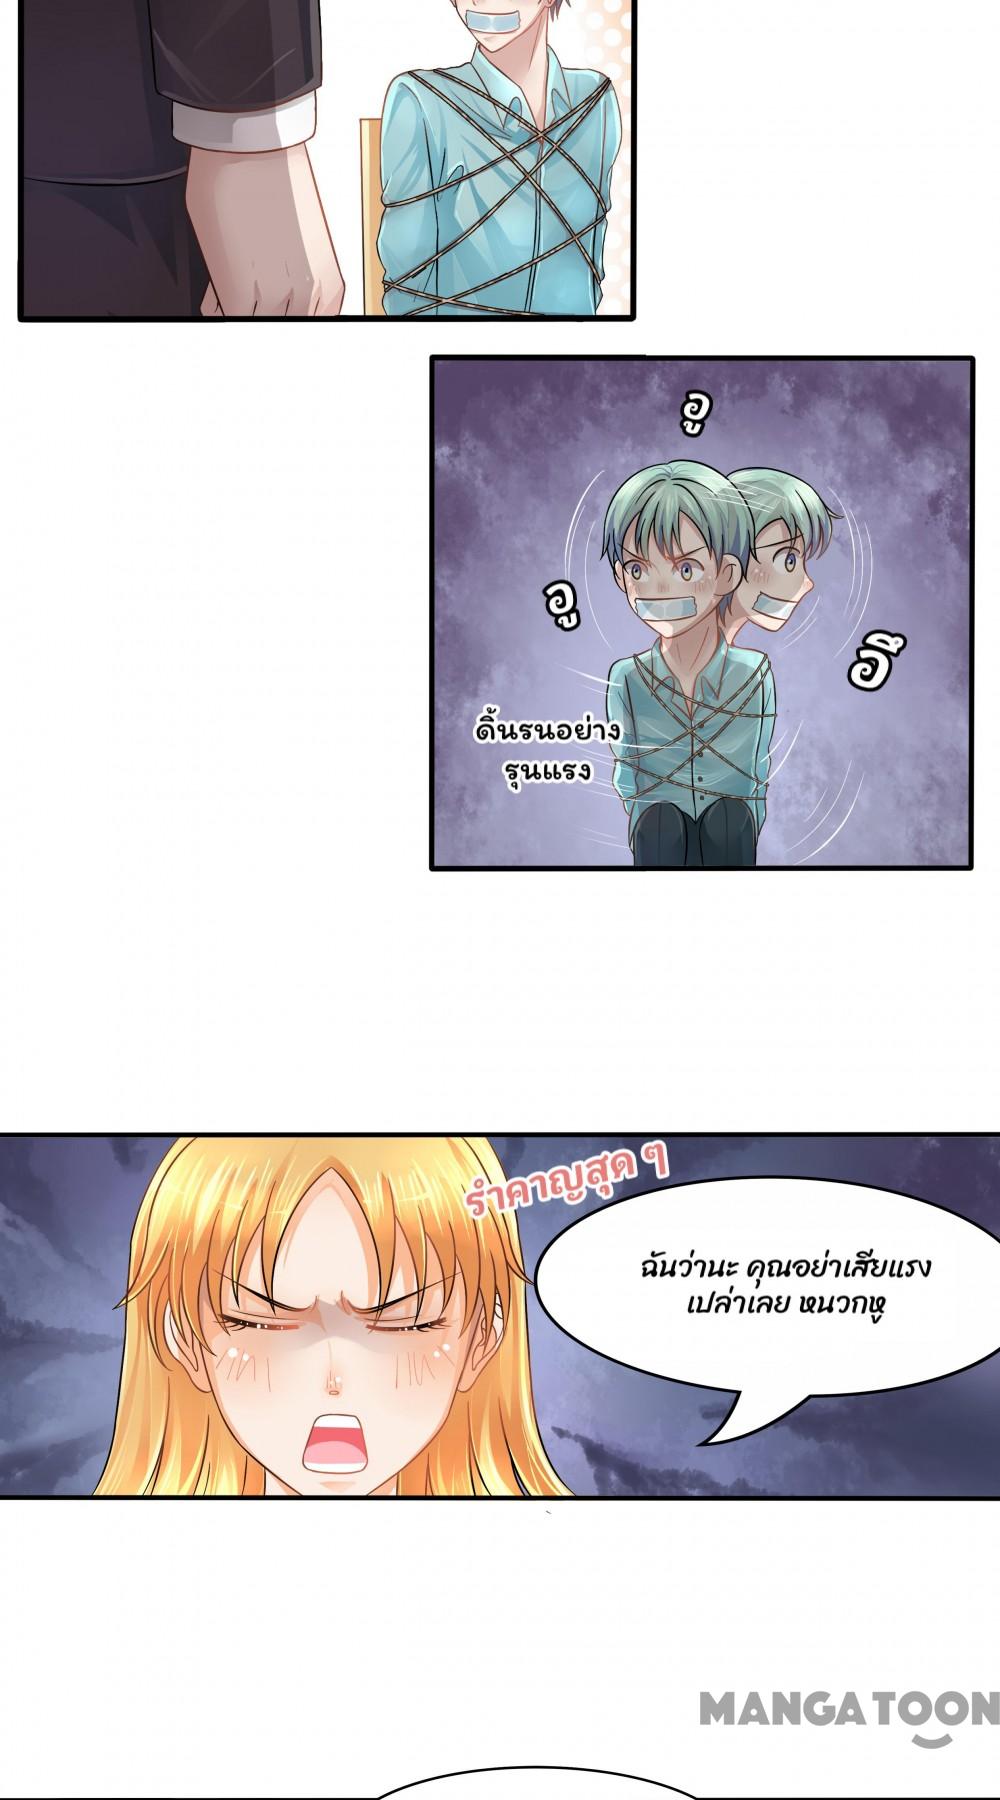 อู
อู
อึ
ดิ้นรนอย่าง
รุนแรง
รำคาญสุด ๆ
ฉันว่านะ คุณอย่าเสียแรง
เปล่าเลย หนวกหู
MANGATOON